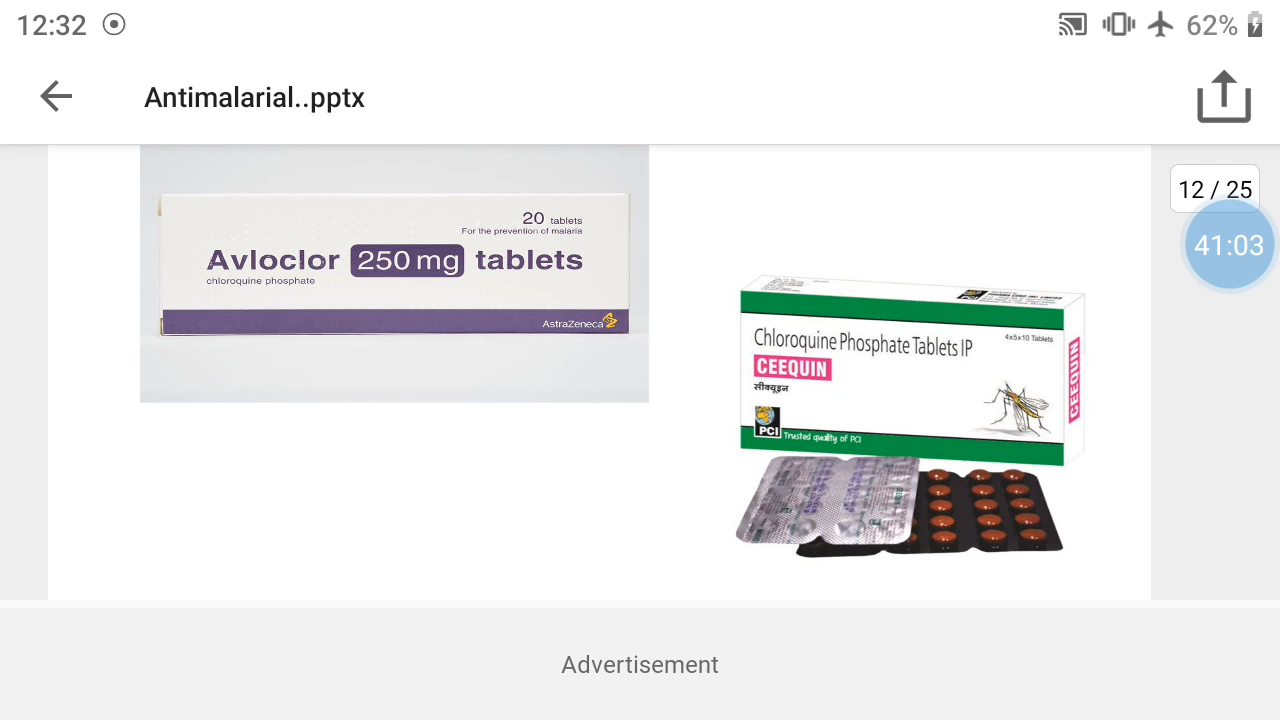 12:32
62%
Antimalarial..pptx
12 / 25
41:03
20 tablets
For the prevention of malaria
Avloclor 250 mg tablets
chloroquine phosphate
AstraZeneca
Chloroquine Phosphate Tablets IP
4x5x10 Tablets
CEEQUIN
सीक्यूइन
PCI
Trusted quality of PCI
CEEQUIN
Advertisement